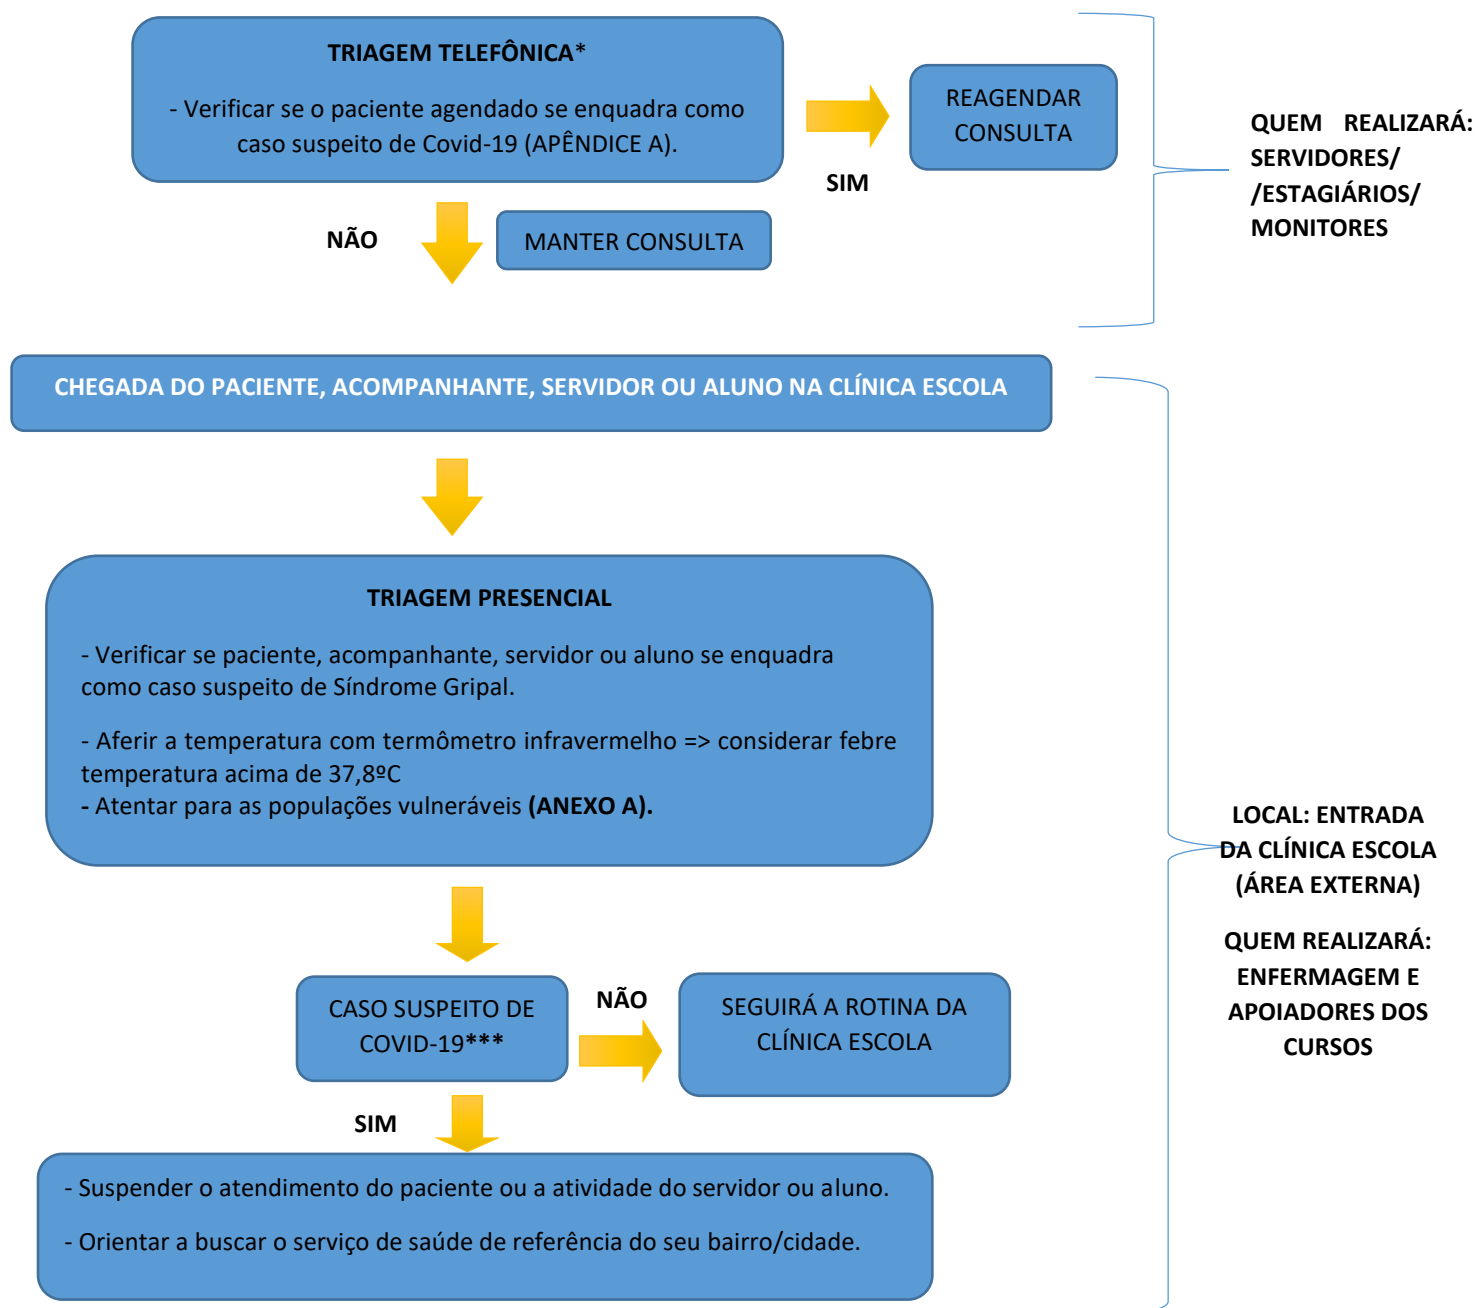 TRIAGEM TELEFÔNICA*
- Verificar se o paciente agendado se enquadra como
caso suspeito de Covid-19 (APÊNDICE A).
REAGENDAR
CONSULTA
SIM
QUEM REALIZARÁ:
SERVIDORES/
/ESTAGIÁRIOS/
MONITORES
NÃO
MANTER CONSULTA
CHEGADA DO PACIENTE, ACOMPANHANTE, SERVIDOR OU ALUNO NA CLÍNICA ESCOLA
TRIAGEM PRESENCIAL
- Verificar se paciente, acompanhante, servidor ou aluno se enquadra
como caso suspeito de Síndrome Gripal.
- Aferir a temperatura com termômetro infravermelho => considerar febre
temperatura acima de 37,8ºC
- Atentar para as populações vulneráveis (ANEXO A).
LOCAL: ENTRADA
DA CLÍNICA ESCOLA
(ÁREA EXTERNA)
QUEM REALIZARÁ:
ENFERMAGEM E
APOIADORES DOS
CURSOS
CASO SUSPEITO DE
COVID-19***
NÃO
SEGUIRÁ A ROTINA DA
CLÍNICA ESCOLA
SIM
- Suspender o atendimento do paciente ou a atividade do servidor ou aluno.
- Orientar a buscar o serviço de saúde de referência do seu bairro/cidade.